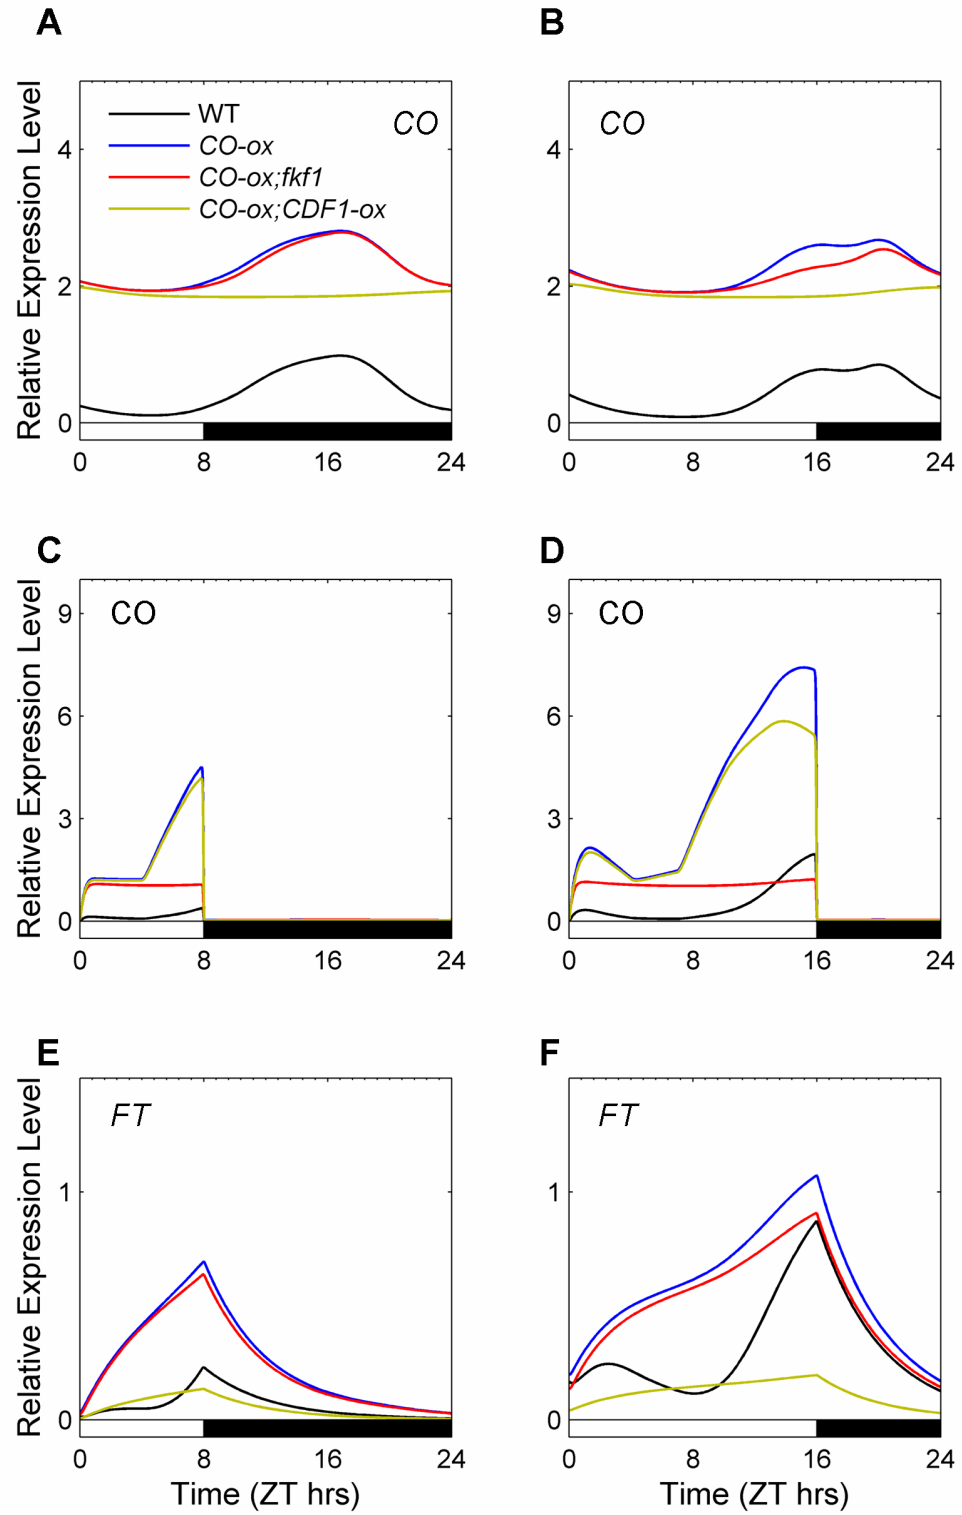 A
B
Relative Expression Level
4
2
0
WT
CO-ox
CO-ox;fkf1
CO-ox;CDF1-ox
CO
0 8 16 24
4
2
0
CO
0 8 16 24
C
D
Relative Expression Level
9
6
3
0
CO
0 8 16 24
9
6
3
0
CO
0 8 16 24
E
F
Relative Expression Level
1
0
FT
0 8 16 24
Time (ZT hrs)
1
0
FT
0 8 16 24
Time (ZT hrs)